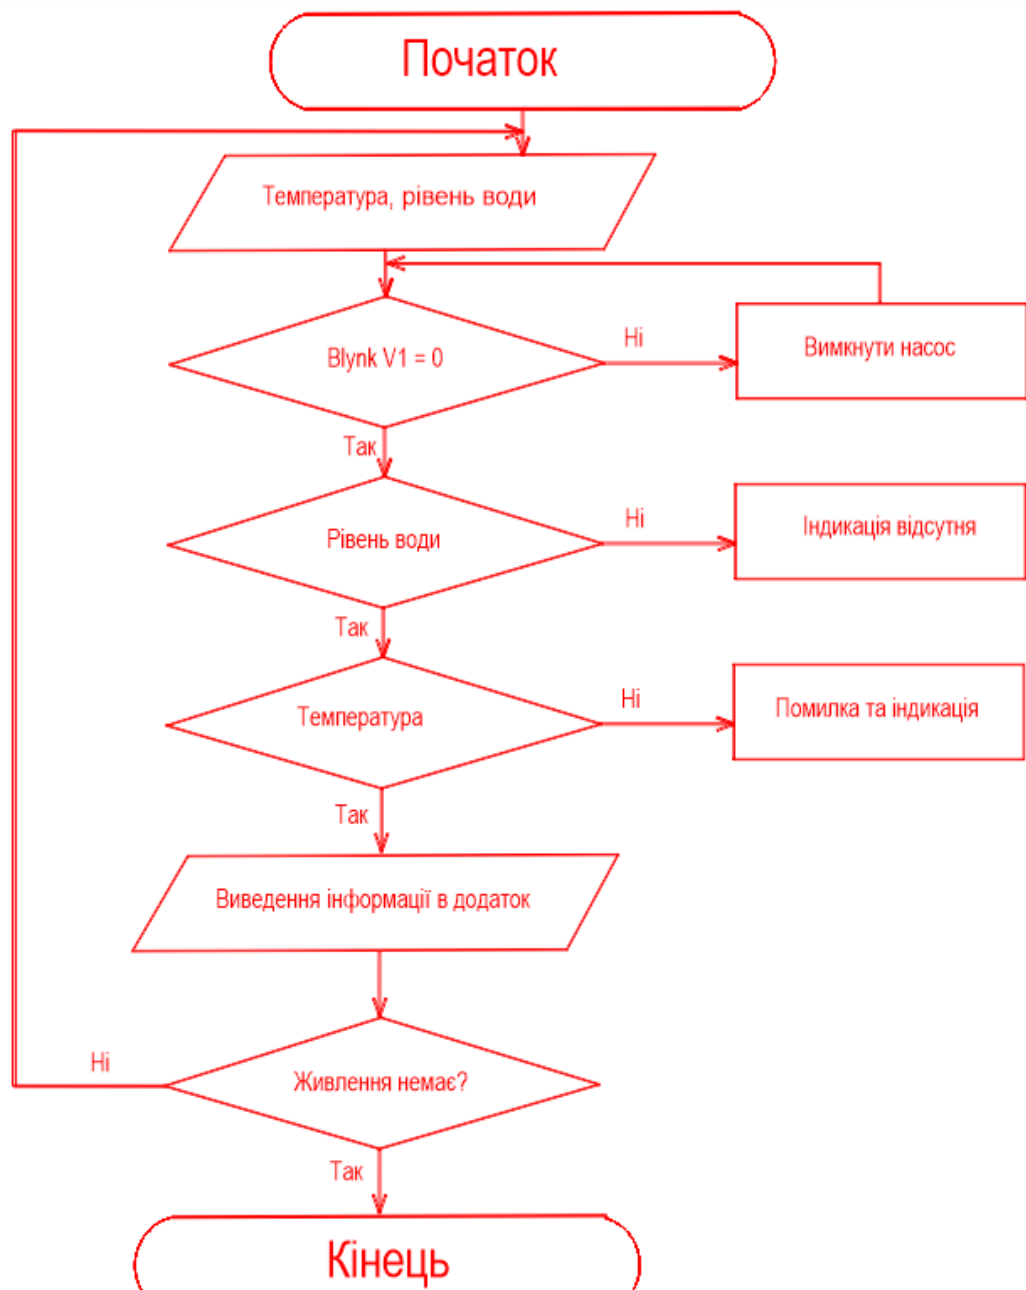 Початок
Температура, рівень води
Blynk V1 = 0
Ні
Вимкнути насос
Так
Рівень води
Ні
Індикація відсутня
Так
Температура
Ні
Помилка та індикація
Так
Виведення інформації в додаток
Ні
Живлення немає?
Так
Кінець